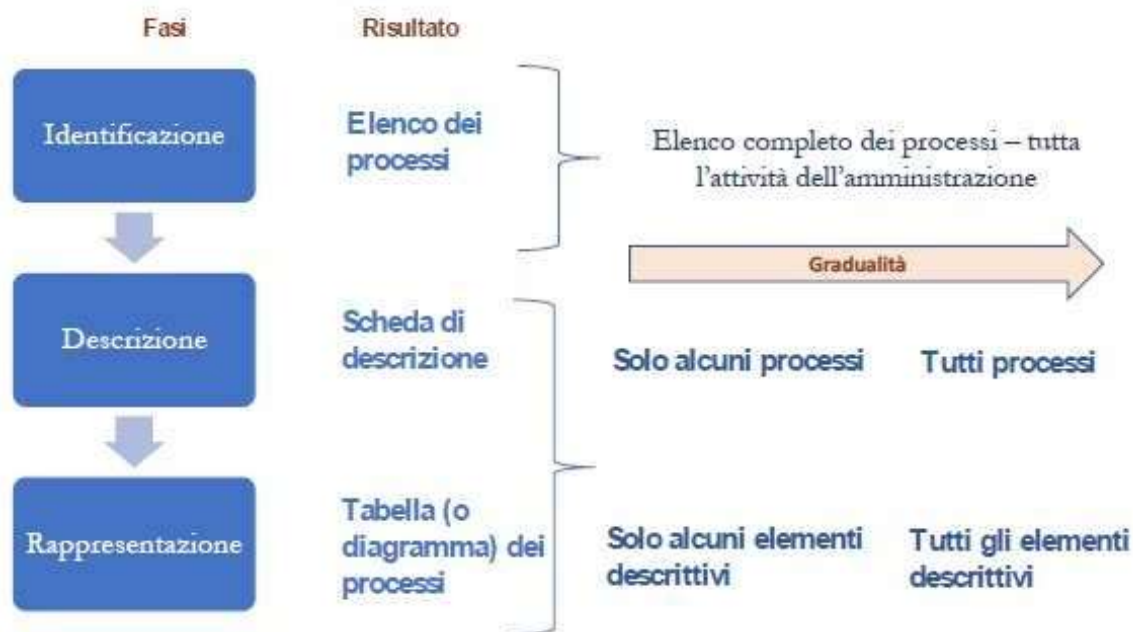 Fasi
Risultato
Identificazione
Elenco dei
processi
Elenco completo dei processi – tutta
l'attività dell'amministrazione
Gradualità
Descrizione
Scheda di
descrizione
Solo alcuni processi
Tutti processi
Rappresentazione
Tabella (o
diagramma) dei
processi
Solo alcuni elementi
descrittivi
Tutti gli elementi
descrittivi